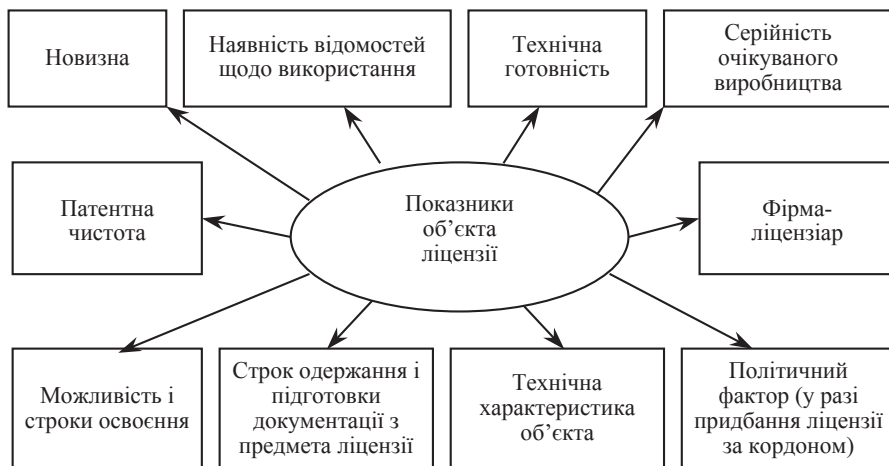 Новизна
Наявність відомостей
щодо використання
Технічна
готовність
Серійність
очікуваного
виробництва
Патентна
чистота
Показники
об’єкта
ліцензії
Фірма-
ліцензіар
Можливість і
строки освоєння
Строк одержання і
підготовки
документації з
предмета ліцензії
Технічна
характеристика
об’єкта
Політичний
фактор (у разі
придбання ліцензії
за кордоном)